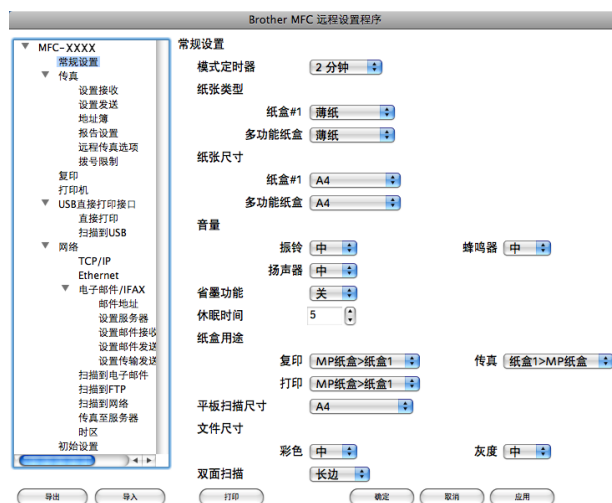 Brother MFC 远程设置程序
MFC-XXXX
常规设置
传真
设置接收
设置发送
地址簿
报告设置
远程传真选项
拨号限制
复印
打印机
USB直接打印接口
直接打印
扫描到USB
网络
TCP/IP
Ethernet
电子邮件/IFAX
邮件地址
设置服务器
设置邮件接收
设置邮件发送
设置传输发送
扫描到电子邮件
扫描到FTP
扫描到网络
传真至服务器
时区
初始设置
常规设置
模式定时器 2 分钟
纸张类型
纸盒#1 薄纸
多功能纸盒 薄纸
纸张尺寸
纸盒#1 A4
多功能纸盒 A4
音量
振铃 中 蜂鸣器 中
扬声器 中
省墨功能 关
休眠时间 5
纸盒用途
复印 MP纸盒>纸盒1 传真 纸盒1>MP纸盒
打印 MP纸盒>纸盒1
平板扫描尺寸 A4
文件尺寸
彩色 中 灰度 中
双面扫描 长边
导出 导入 打印 确定 取消 应用